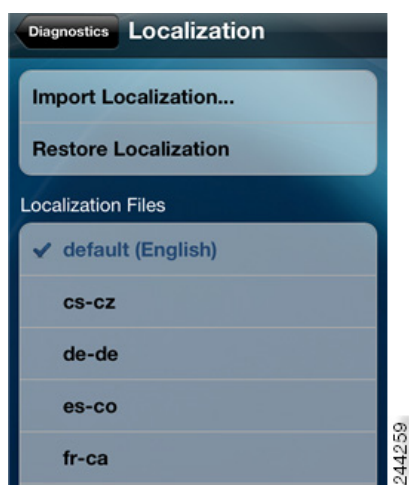 Diagnostics Localization
Import Localization...
Restore Localization
Localization Files
default (English)
cs-cz
de-de
es-co
fr-ca
244259